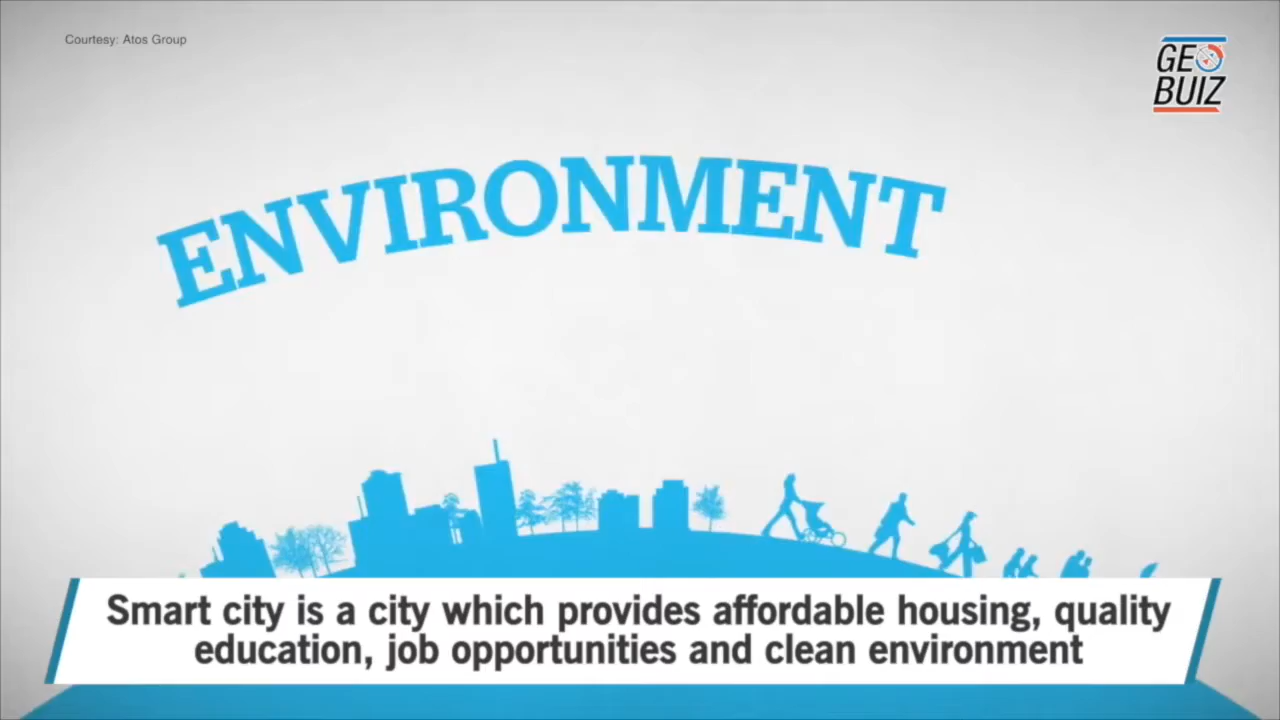 Courtesy: Atos Group
GEO
BUIZ
ENVIRONMENT
Smart city is a city which provides affordable housing, quality
education, job opportunities and clean environment